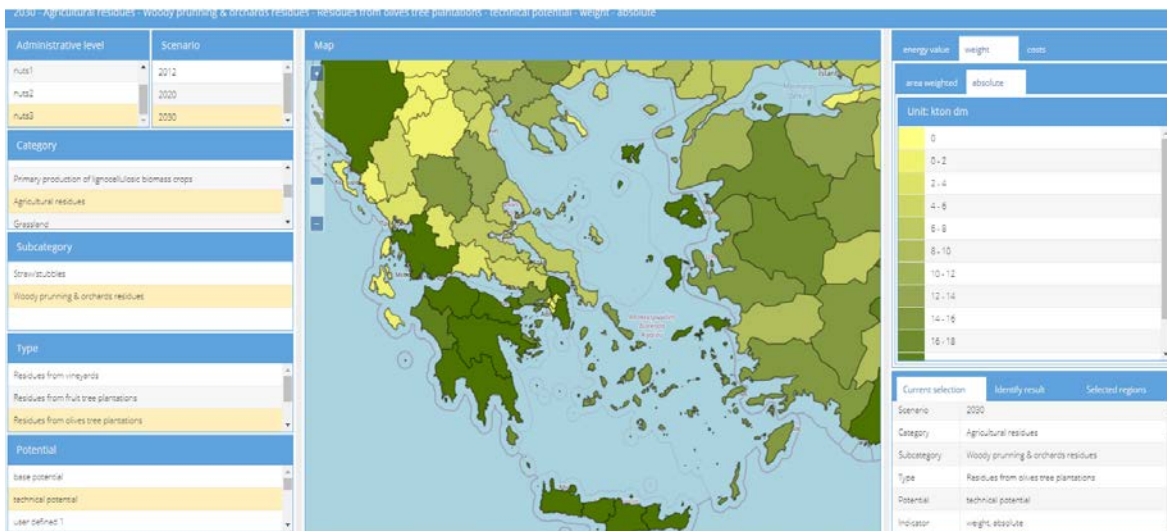 2030 - Agricultural residues - Woody prunning & orchards residues - Residues from olives tree plantations - technical potential - weight - absolute
Administrative level
nuts1
nuts2
nuts3
Scenario
2012
2020
2030
Category
Primary production of lignocellulosic biomass crops
Agricultural residues
Grassland
Subcategory
Straw/stubbles
Woody prunning & orchards residues
Type
Residues from vineyards
Residues from fruit tree plantations
Residues from olives tree plantations
Potential
base potential
technical potential
user defined 1
Map
energy value
weight
costs
area weighted
absolute
Unit: kton dm
0
0 - 2
2 - 4
4 - 6
6 - 8
8 - 10
10 - 12
12 - 14
14 - 16
16 - 18
Current selection
Identify result
Selected regions
Scenario 2030
Category Agricultural residues
Subcategory Woody prunning & orchards residues
Type Residues from olives tree plantations
Potential technical potential
Indicator weight, absolute